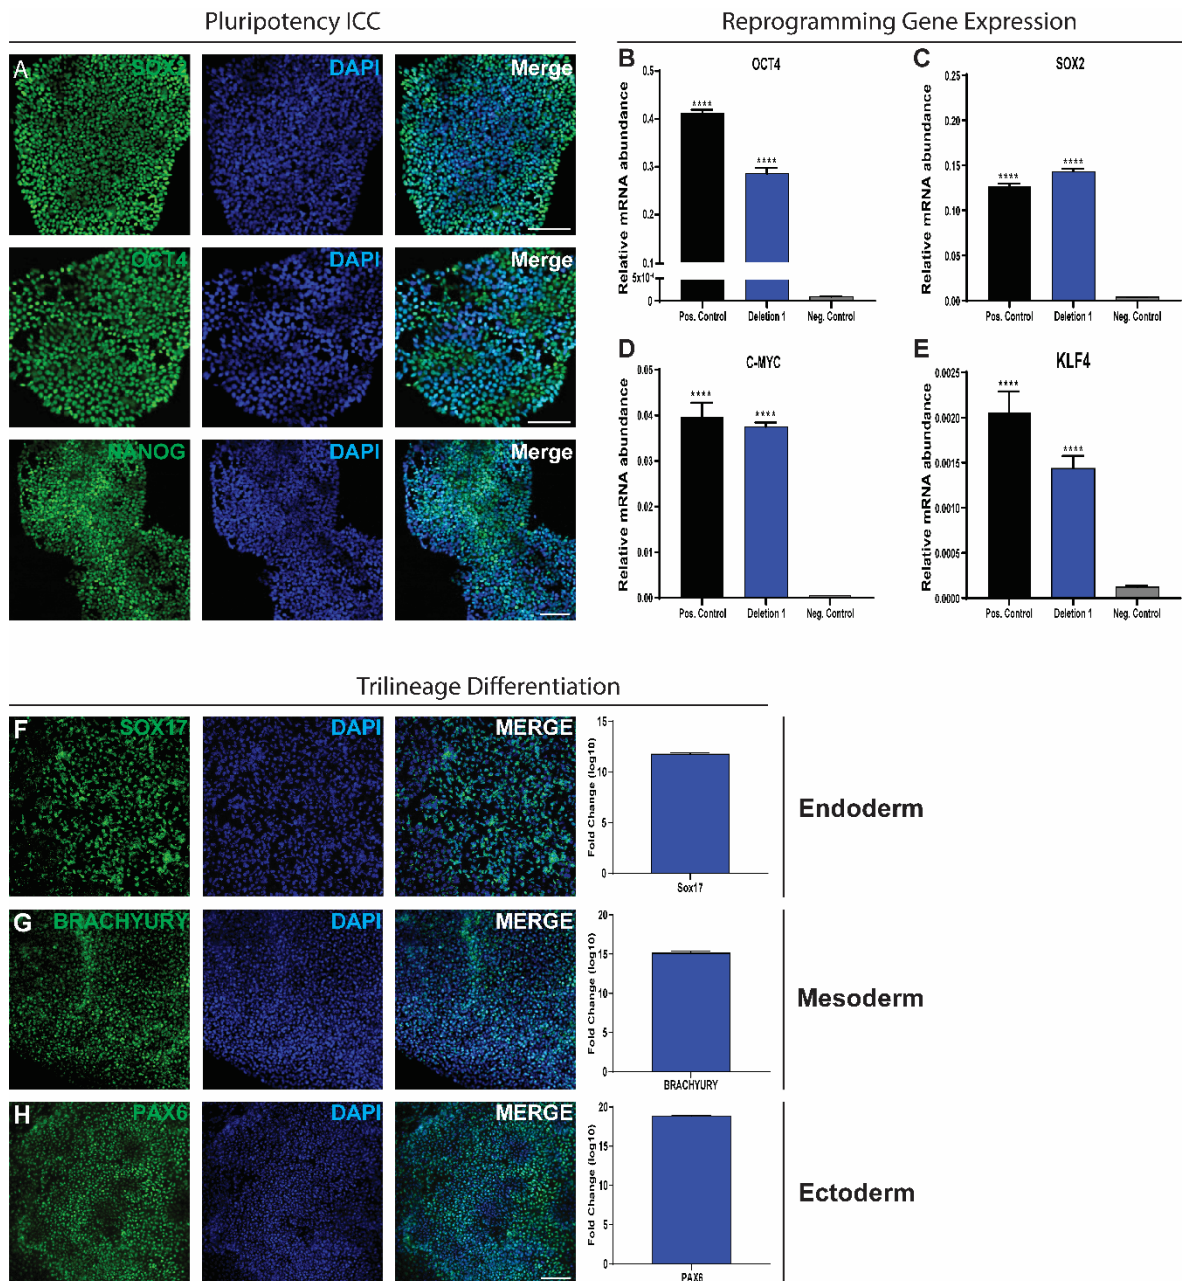 Pluripotency ICC
Reprogramming Gene Expression
A
SOX2
DAPI
Merge
OCT4
DAPI
Merge
NANOG
DAPI
Merge
B
OCT4
Relative mRNA abundance
0.5
0.4
0.3
0.2
0.1
5x10⁻⁴
0
****
****
Pos. Control Deletion 1 Neg. Control
C
SOX2
Relative mRNA abundance
0.25
0.20
0.15
0.10
0.05
0.00
****
****
Pos. Control Deletion 1 Neg. Control
D
C-MYC
Relative mRNA abundance
0.05
0.04
0.03
0.02
0.01
0.00
****
****
Pos. Control Deletion 1 Neg. Control
E
KLF4
Relative mRNA abundance
0.0025
0.0020
0.0015
0.0010
0.0005
0.0000
****
****
Pos. Control Deletion 1 Neg. Control
Trilineage Differentiation
F
SOX17
DAPI
MERGE
Fold Change (log10)
15
10
5
0
Sox17
Endoderm
G
BRACHYURY
DAPI
MERGE
Fold Change (log10)
20
15
10
5
0
BRACHYURY
Mesoderm
H
PAX6
DAPI
MERGE
Fold Change (log10)
20
15
10
5
0
PAX6
Ectoderm